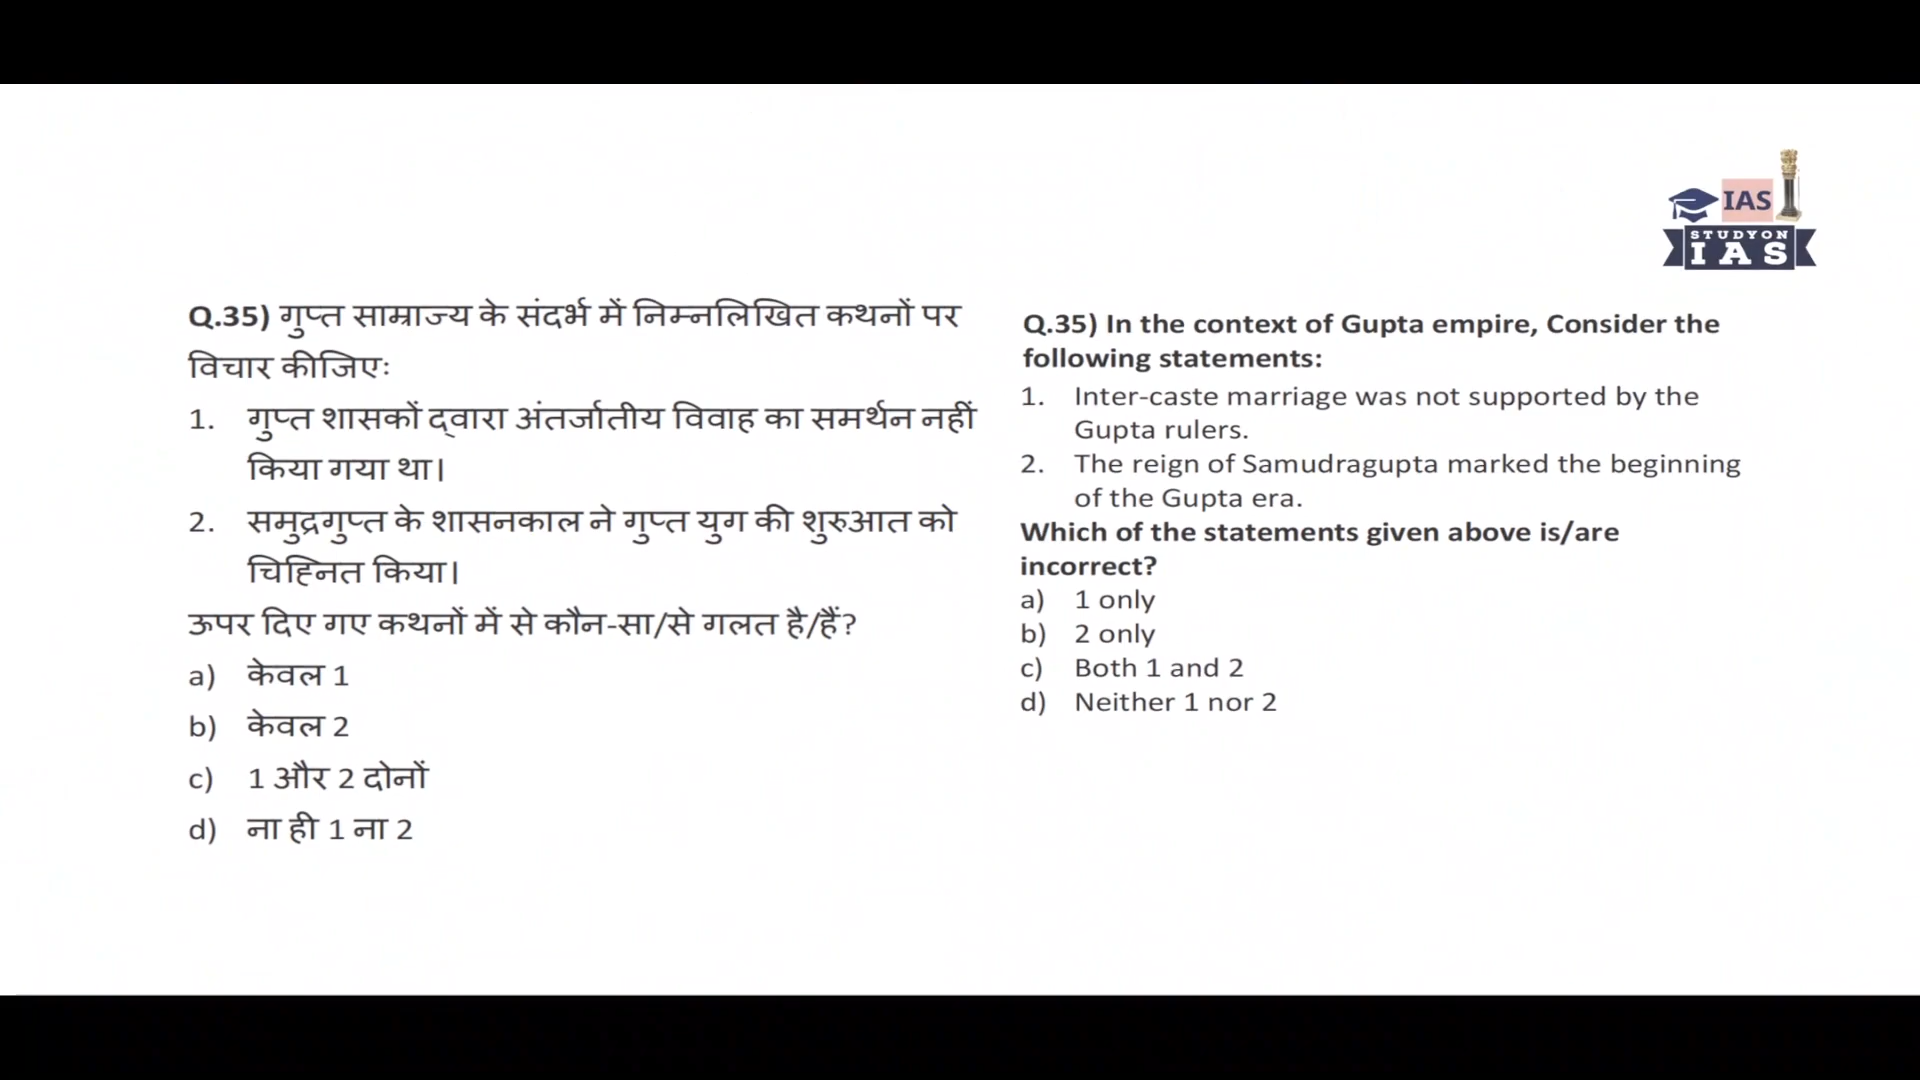 IAS
STUDYON
IAS
Q.35) गुप्त साम्राज्य के संदर्भ में निम्नलिखित कथनों पर
विचार कीजिएः
1. गुप्त शासकों द्वारा अंतर्जातीय विवाह का समर्थन नहीं
किया गया था।
2. समुद्रगुप्त के शासनकाल ने गुप्त युग की शुरुआत को
चिह्नित किया।
ऊपर दिए गए कथनों में से कौन-सा/से गलत है/हैं?
a) केवल 1
b) केवल 2
c) 1 और 2 दोनों
d) ना ही 1 ना 2
Q.35) In the context of Gupta empire, Consider the
following statements:
1. Inter-caste marriage was not supported by the
Gupta rulers.
2. The reign of Samudragupta marked the beginning
of the Gupta era.
Which of the statements given above is/are
incorrect?
a) 1 only
b) 2 only
c) Both 1 and 2
d) Neither 1 nor 2